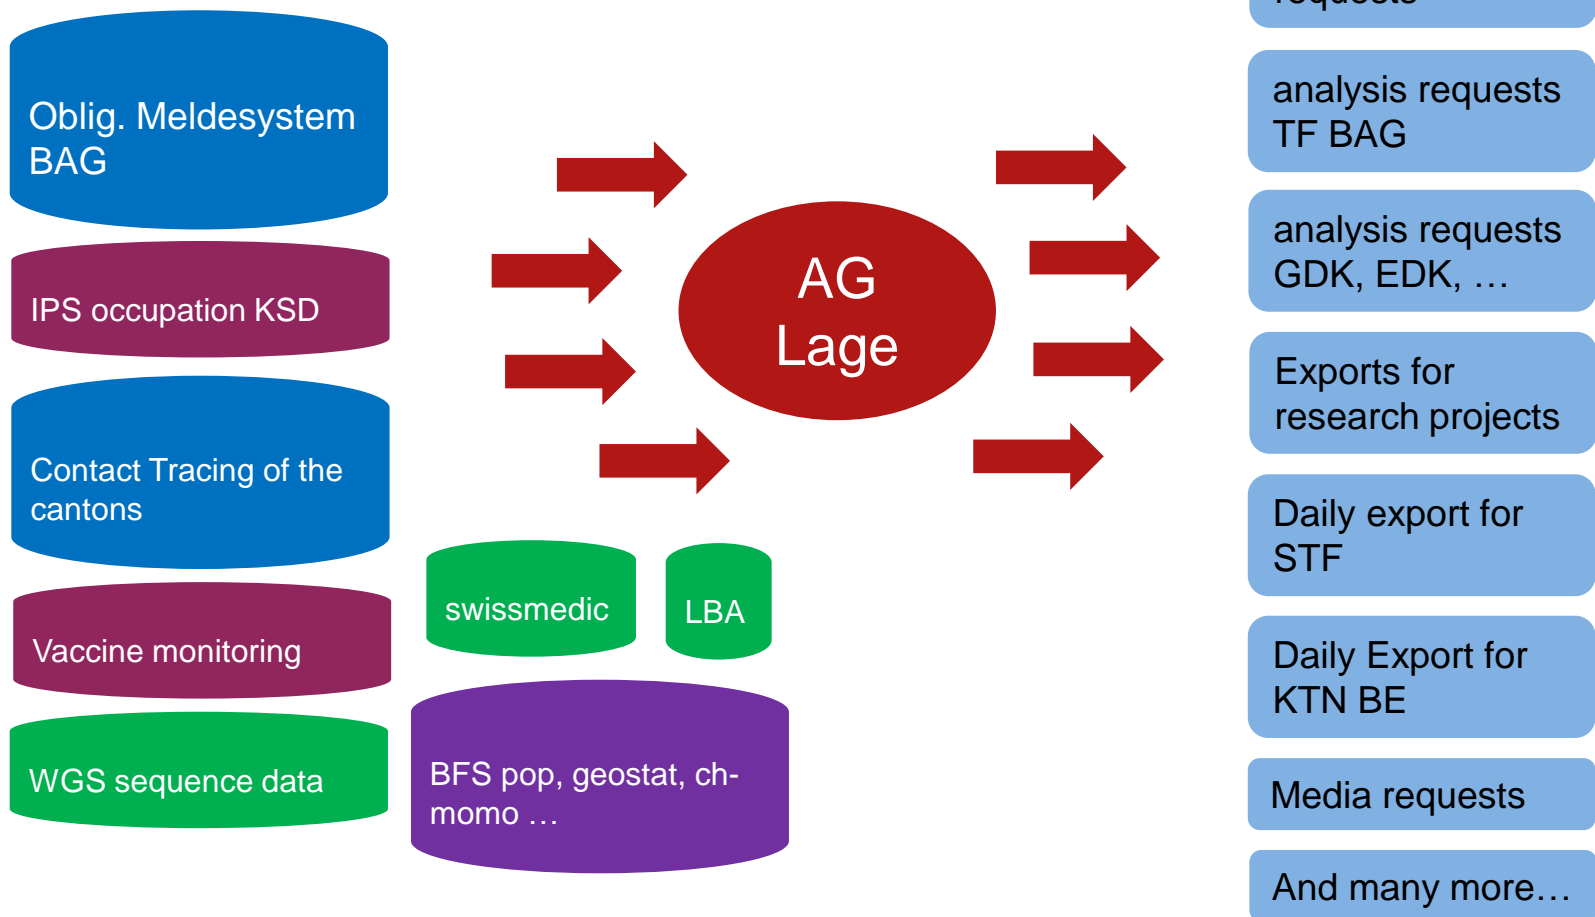 Oblig. Meldesystem
BAG
IPS occupation KSD
Contact Tracing of the
cantons
Vaccine monitoring
WGS sequence data
swissmedic
LBA
BFS pop, geostat, ch-
momo …
AG
Lage
requests
analysis requests
TF BAG
analysis requests
GDK, EDK, …
Exports for
research projects
Daily export for
STF
Daily Export for
KTN BE
Media requests
And many more…